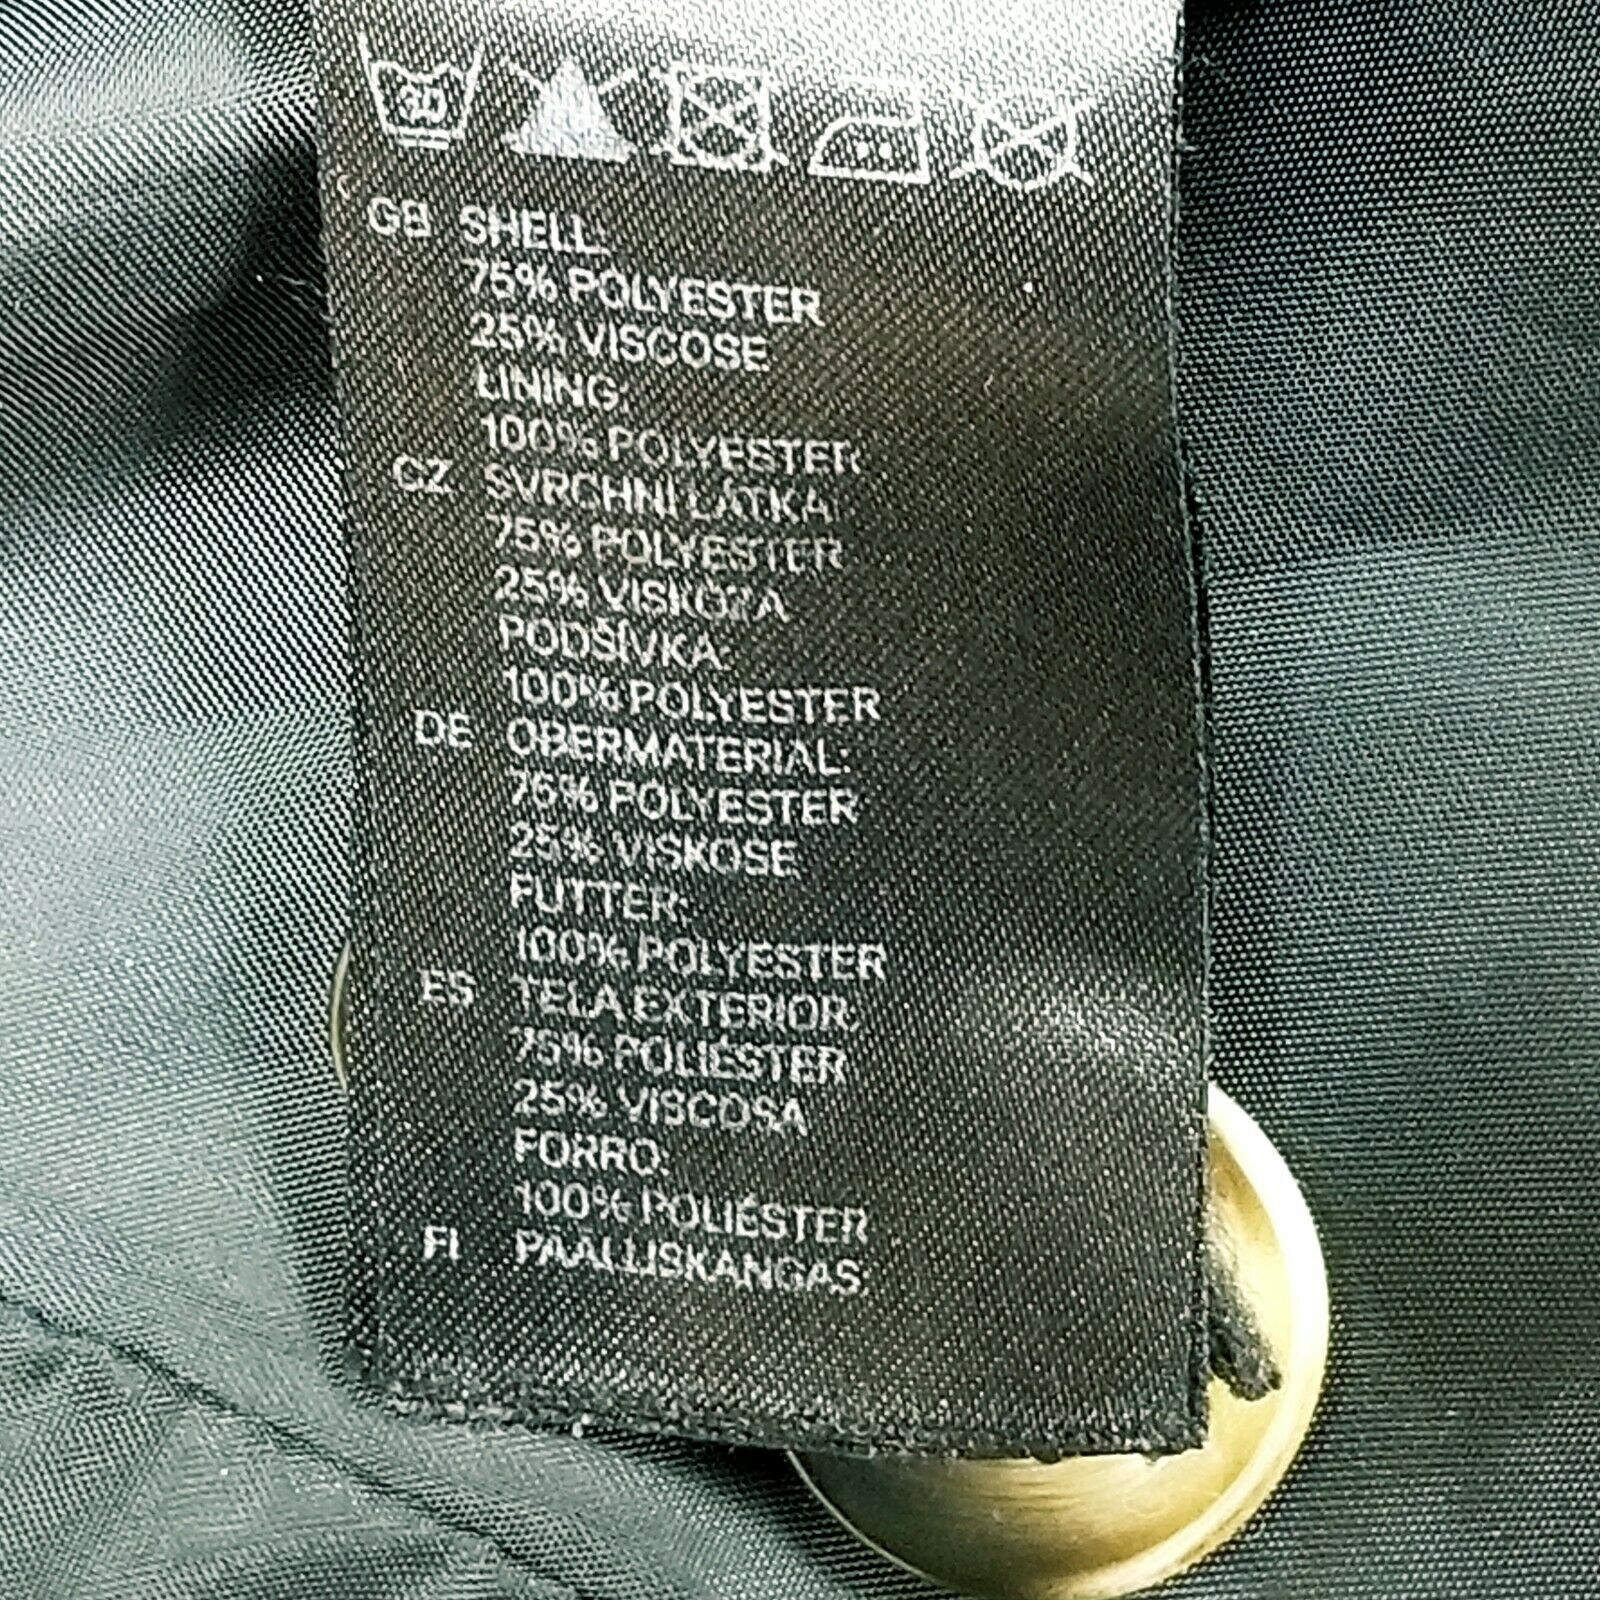 30
GB SHELL:
75% POLYESTER
25% VISCOSE
LINING:
100% POLYESTER
CZ SVRCHNÍ LÁTKA:
75% POLYESTER
25% VISKÓZA
PODŠÍVKA:
100% POLYESTER
DE OBERMATERIAL:
75% POLYESTER
25% VISKOSE
FUTTER:
100% POLYESTER
ES TELA EXTERIOR:
75% POLIÉSTER
25% VISCOSA
FORRO:
100% POLIÉSTER
FI PÄÄLLISKANGAS: